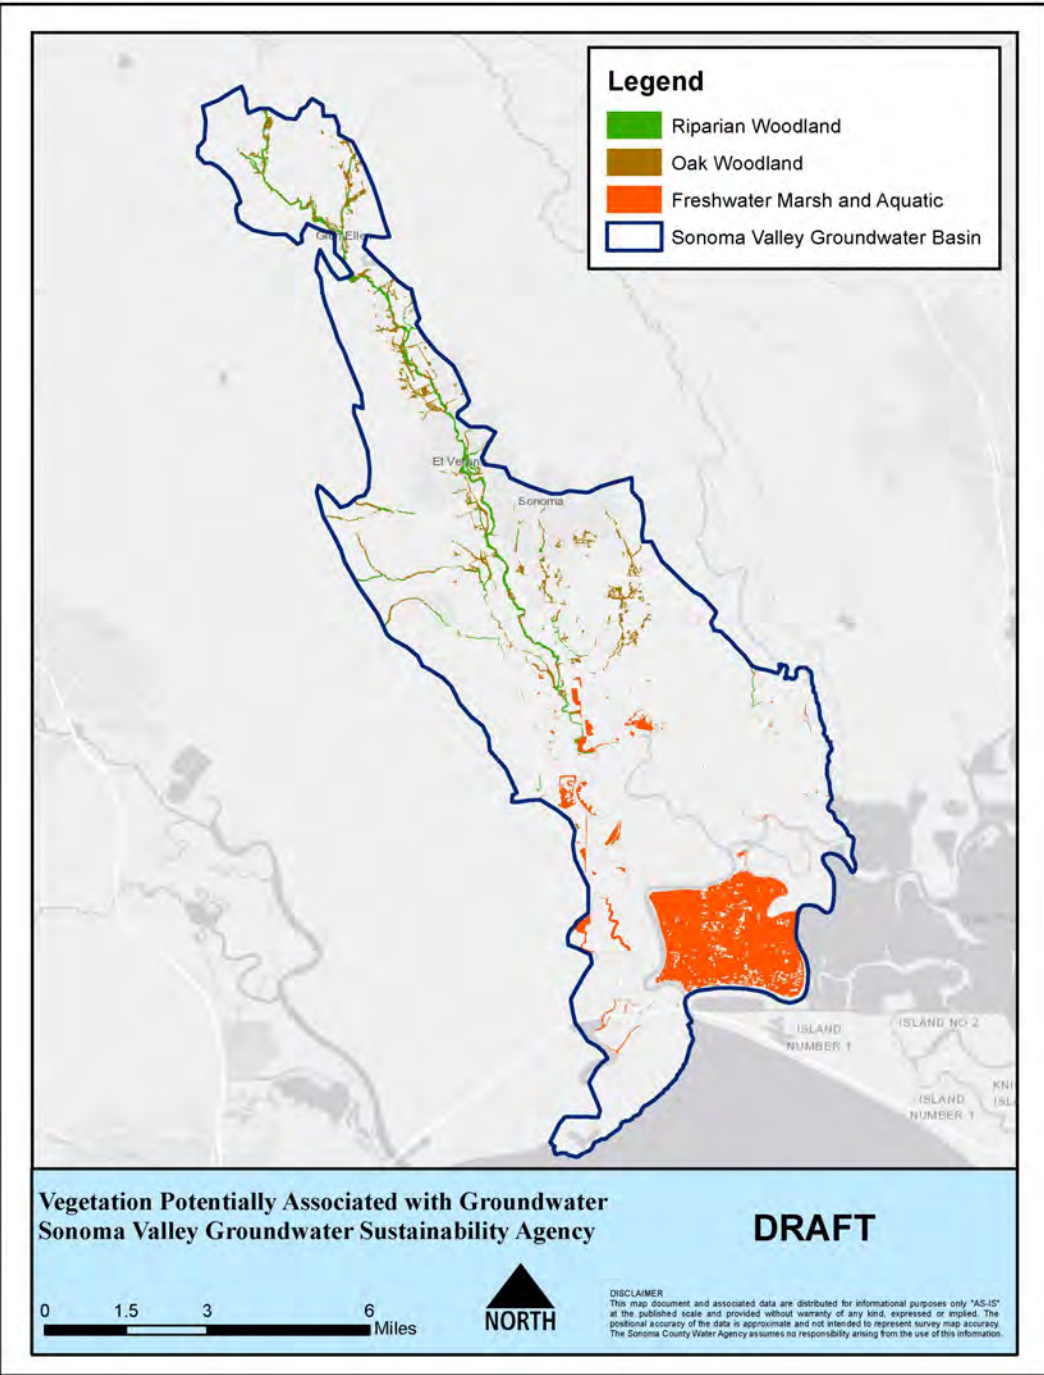 Legend
Riparian Woodland
Oak Woodland
Freshwater Marsh and Aquatic
Sonoma Valley Groundwater Basin
Glen Ellen
El Verano
Sonoma
ISLAND
NUMBER 1
ISLAND NO 2
KNI
ISL
ISLAND
NUMBER 1
Vegetation Potentially Associated with Groundwater
Sonoma Valley Groundwater Sustainability Agency
DRAFT
0 1.5 3 6
Miles
NORTH
DISCLAIMER
This map document and associated data are distributed for informational purposes only "AS-IS"
at the published scale and provided without warranty of any kind, expressed or implied. The
positional accuracy of the data is approximate and not intended to represent survey map accuracy.
The Sonoma County Water Agency assumes no responsibility arising from the use of this information.